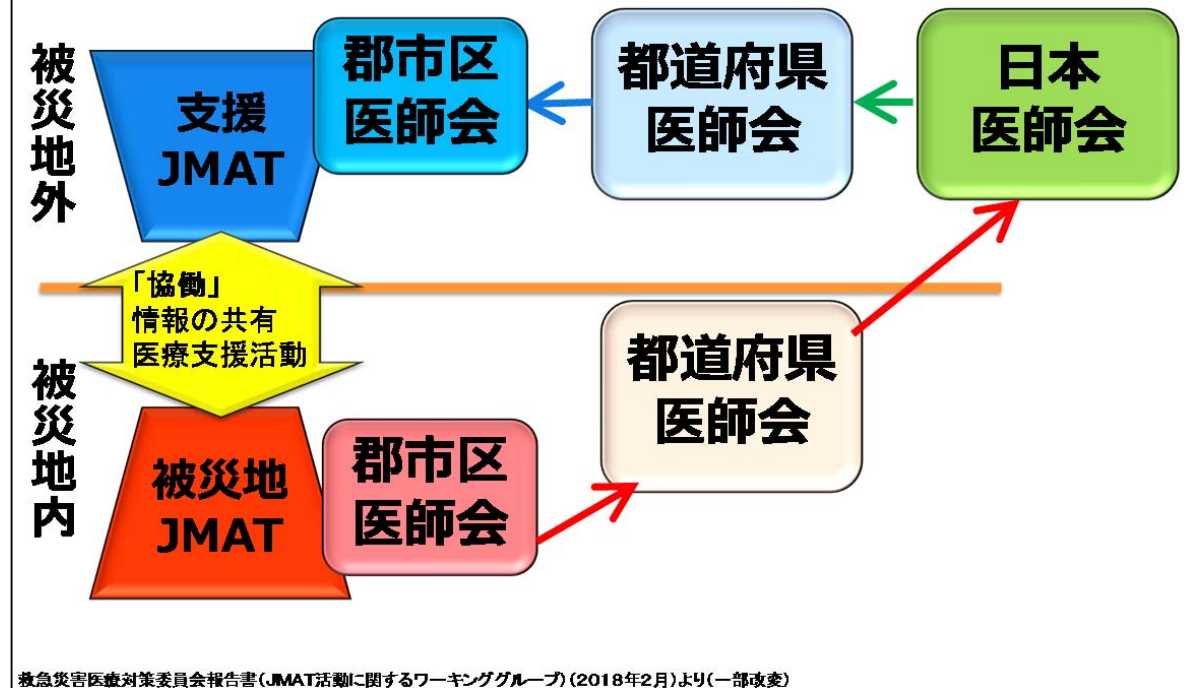 被災地外
支援
JMAT
郡市区
医師会
都道府県
医師会
日本
医師会
「協働」
情報の共有
医療支援活動
被災地内
被災地
JMAT
郡市区
医師会
都道府県
医師会
救急災害医療対策委員会報告書(JMAT活動に関するワーキンググループ)(2018年2月)より(一部改変)